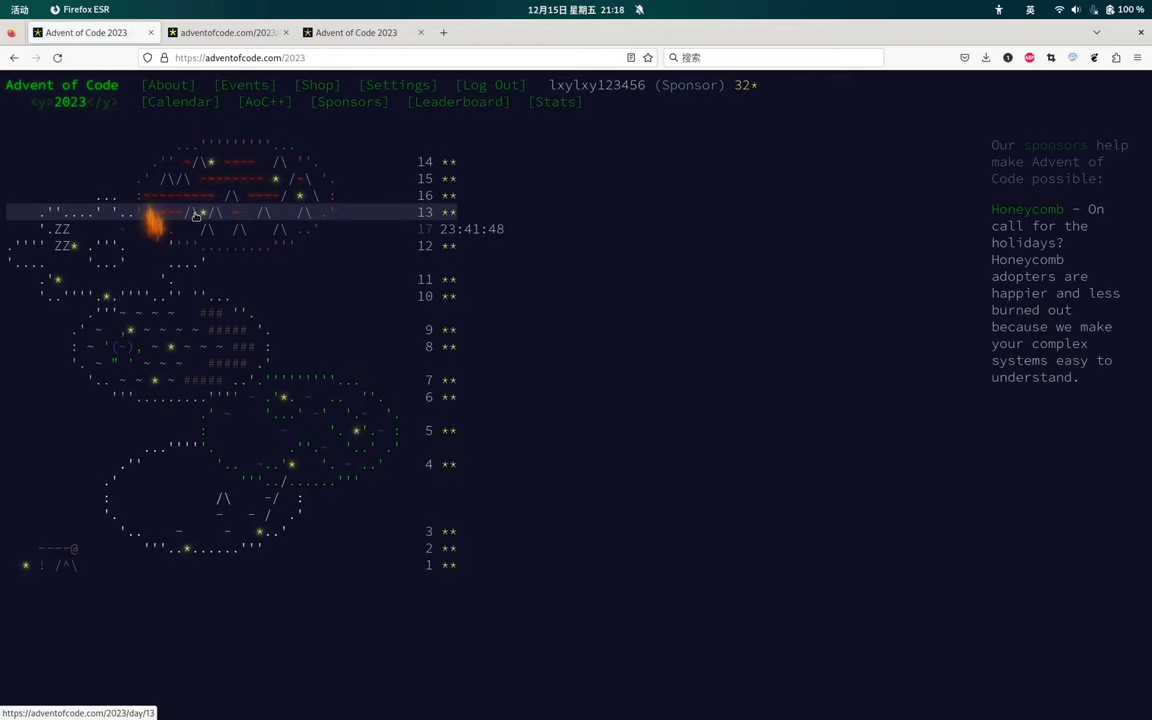 活动 Firefox ESR 12月15日 星期五 21:18 英 100 %
Advent of Code 2023 adventofcode.com/2023/ Advent of Code 2023
https://adventofcode.com/2023 搜索
Advent of Code [About] [Events] [Shop] [Settings] [Log Out] lxylxy123456 (Sponsor) 32*
<y>2023</y> [Calendar] [AoC++] [Sponsors] [Leaderboard] [Stats]
14 **
15 **
16 **
13 **
17 23:41:48
12 **
11 **
10 **
9 **
8 **
7 **
6 **
5 **
4 **
3 **
2 **
1 **
Our sponsors help
make Advent of
Code possible:
Honeycomb - On
call for the
holidays?
Honeycomb
adopters are
happier and less
burned out
because we make
your complex
systems easy to
understand.
https://adventofcode.com/2023/day/13